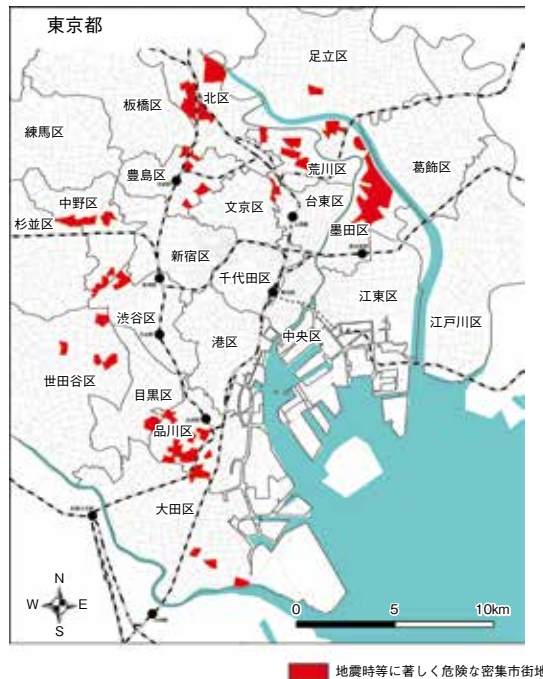 東京都
足立区
板橋区
北区
練馬区
葛飾区
荒川区
豊島区
中野区
文京区
台東区
杉並区
墨田区
新宿区
千代田区
江東区
渋谷区
港区
中央区
江戸川区
世田谷区
目黒区
品川区
大田区
N
W E
S
0 5 10km
地震時等に著しく危険な密集市街地